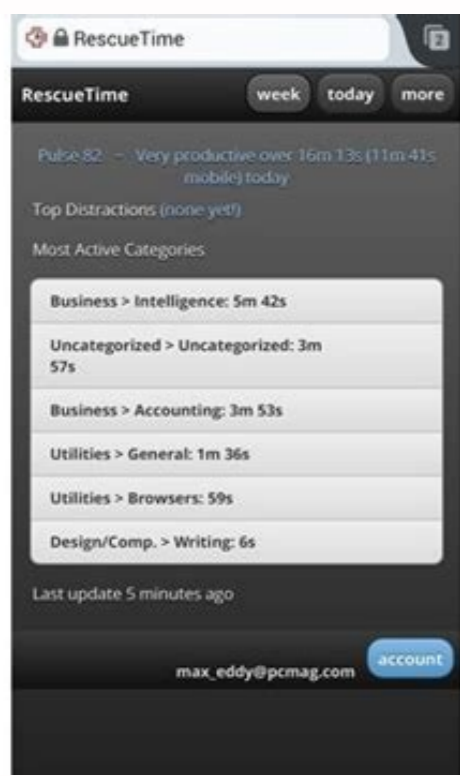 RescueTime
2
RescueTime week today more
Pulse 82 - Very productive over 16m 13s (11m 41s
mobile) today
Top Distractions (none yet!)
Most Active Categories
Business > Intelligence: 5m 42s
Uncategorized > Uncategorized: 3m
57s
Business > Accounting: 3m 53s
Utilities > General: 1m 36s
Utilities > Browsers: 59s
Design/Comp. > Writing: 6s
Last update 5 minutes ago
max_eddy@pcmag.com account